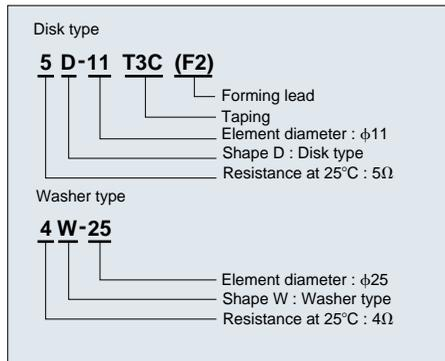 Disk type
5 D-11 T3C (F2)
Forming lead
Taping
Element diameter : ϕ11
Shape D : Disk type
Resistance at 25°C : 5Ω
Washer type
4 W-25
Element diameter : ϕ25
Shape W : Washer type
Resistance at 25°C : 4Ω